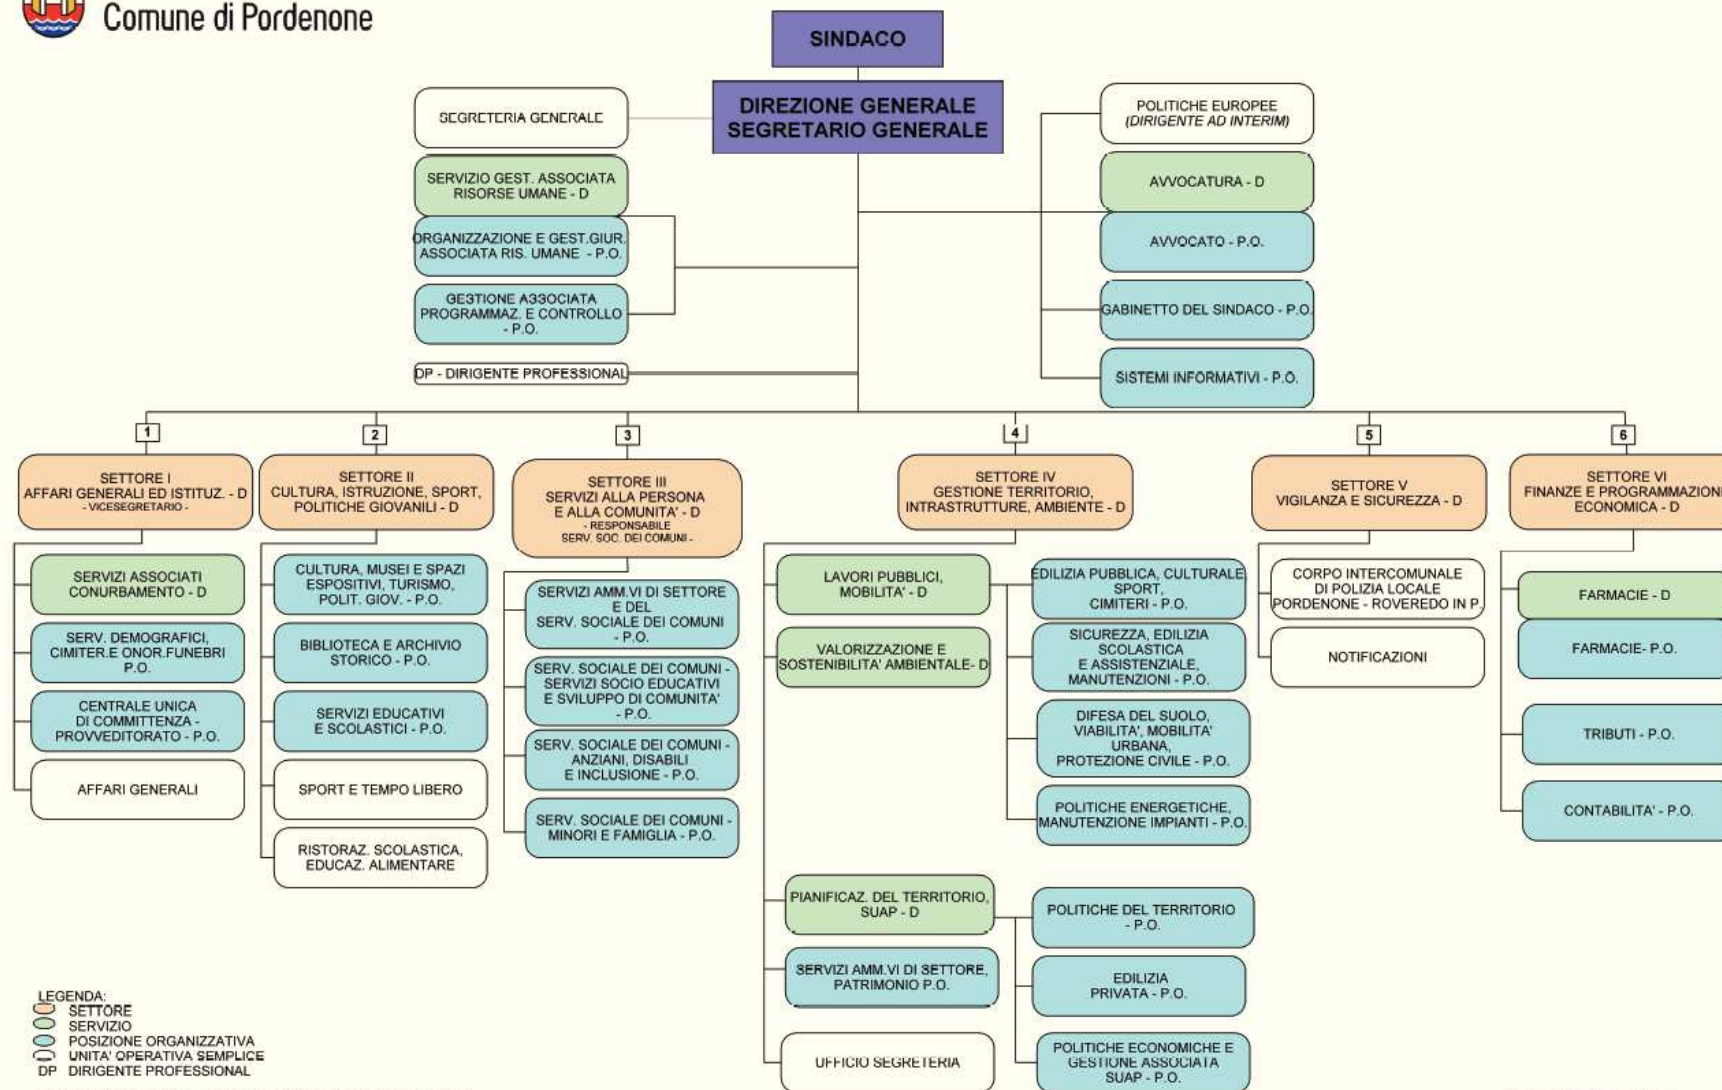 Comune di Pordenone
SINDACO
DIREZIONE GENERALE
SEGRETARIO GENERALE
SEGRETERIA GENERALE
SERVIZIO GEST. ASSOCIATA
RISORSE UMANE - D
ORGANIZZAZIONE E GEST.GIUR.
ASSOCIATA RIS. UMANE - P.O.
GESTIONE ASSOCIATA
PROGRAMMAZ. E CONTROLLO
- P.O.
DP - DIRIGENTE PROFESSIONAL
POLITICHE EUROPEE
(DIRIGENTE AD INTERIM)
AVVOCATURA - D
AVVOCATO - P.O.
GABINETTO DEL SINDACO - P.O.
SISTEMI INFORMATIVI - P.O.
1
2
3
4
5
6
SETTORE I
AFFARI GENERALI ED ISTITUZ. - D
- VICESEGRETARIO -
SERVIZI ASSOCIATI
CONURBAMENTO - D
SERV. DEMOGRAFICI,
CIMITER.E ONOR.FUNEBRI
P.O.
CENTRALE UNICA
DI COMMITTENZA -
PROVVEDITORATO - P.O.
AFFARI GENERALI
SETTORE II
CULTURA, ISTRUZIONE, SPORT,
POLITICHE GIOVANILI - D
CULTURA, MUSEI E SPAZI
ESPOSITIVI, TURISMO,
POLIT. GIOV. - P.O.
BIBLIOTECA E ARCHIVIO
STORICO - P.O.
SERVIZI EDUCATIVI
E SCOLASTICI - P.O.
SPORT E TEMPO LIBERO
RISTORAZ. SCOLASTICA,
EDUCAZ. ALIMENTARE
SETTORE III
SERVIZI ALLA PERSONA
E ALLA COMUNITA' - D
- RESPONSABILE
SERV. SOC. DEI COMUNI -
SERVIZI AMM.VI DI SETTORE
E DEL
SERV. SOCIALE DEI COMUNI
- P.O.
SERV. SOCIALE DEI COMUNI -
SERVIZI SOCIO EDUCATIVI
E SVILUPPO DI COMUNITA'
- P.O.
SERV. SOCIALE DEI COMUNI -
ANZIANI, DISABILI
E INCLUSIONE - P.O.
SERV. SOCIALE DEI COMUNI -
MINORI E FAMIGLIA - P.O.
SETTORE IV
GESTIONE TERRITORIO,
INTRASTRUTTURE, AMBIENTE - D
LAVORI PUBBLICI,
MOBILITA' - D
VALORIZZAZIONE E
SOSTENIBILITA' AMBIENTALE- D
EDILIZIA PUBBLICA, CULTURALE,
SPORT,
CIMITERI - P.O.
SICUREZZA, EDILIZIA
SCOLASTICA
E ASSISTENZIALE,
MANUTENZIONI - P.O.
DIFESA DEL SUOLO,
VIABILITA', MOBILITA'
URBANA,
PROTEZIONE CIVILE - P.O.
POLITICHE ENERGETICHE,
MANUTENZIONE IMPIANTI - P.O.
PIANIFICAZ. DEL TERRITORIO,
SUAP - D
SERVIZI AMM.VI DI SETTORE,
PATRIMONIO P.O.
UFFICIO SEGRETERIA
POLITICHE DEL TERRITORIO
- P.O.
EDILIZIA
PRIVATA - P.O.
POLITICHE ECONOMICHE E
GESTIONE ASSOCIATA
SUAP - P.O.
SETTORE V
VIGILANZA E SICUREZZA - D
CORPO INTERCOMUNALE
DI POLIZIA LOCALE
PORDENONE - ROVEREDO IN P.
NOTIFICAZIONI
SETTORE VI
FINANZE E PROGRAMMAZIONE
ECONOMICA - D
FARMACIE - D
FARMACIE- P.O.
TRIBUTI - P.O.
CONTABILITA' - P.O.
LEGENDA:
SETTORE
SERVIZIO
POSIZIONE ORGANIZZATIVA
UNITA' OPERATIVA SEMPLICE
DP DIRIGENTE PROFESSIONAL